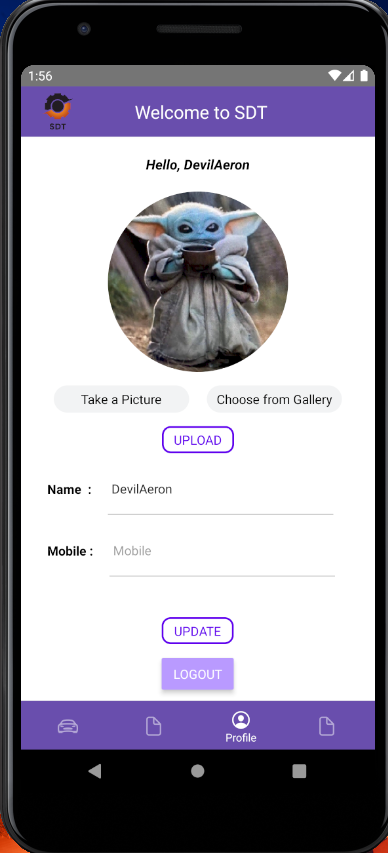 1:56
SDT
Welcome to SDT
Hello, DevilAeron
Take a Picture
Choose from Gallery
UPLOAD
Name :
DevilAeron
Mobile :
Mobile
UPDATE
LOGOUT
Profile